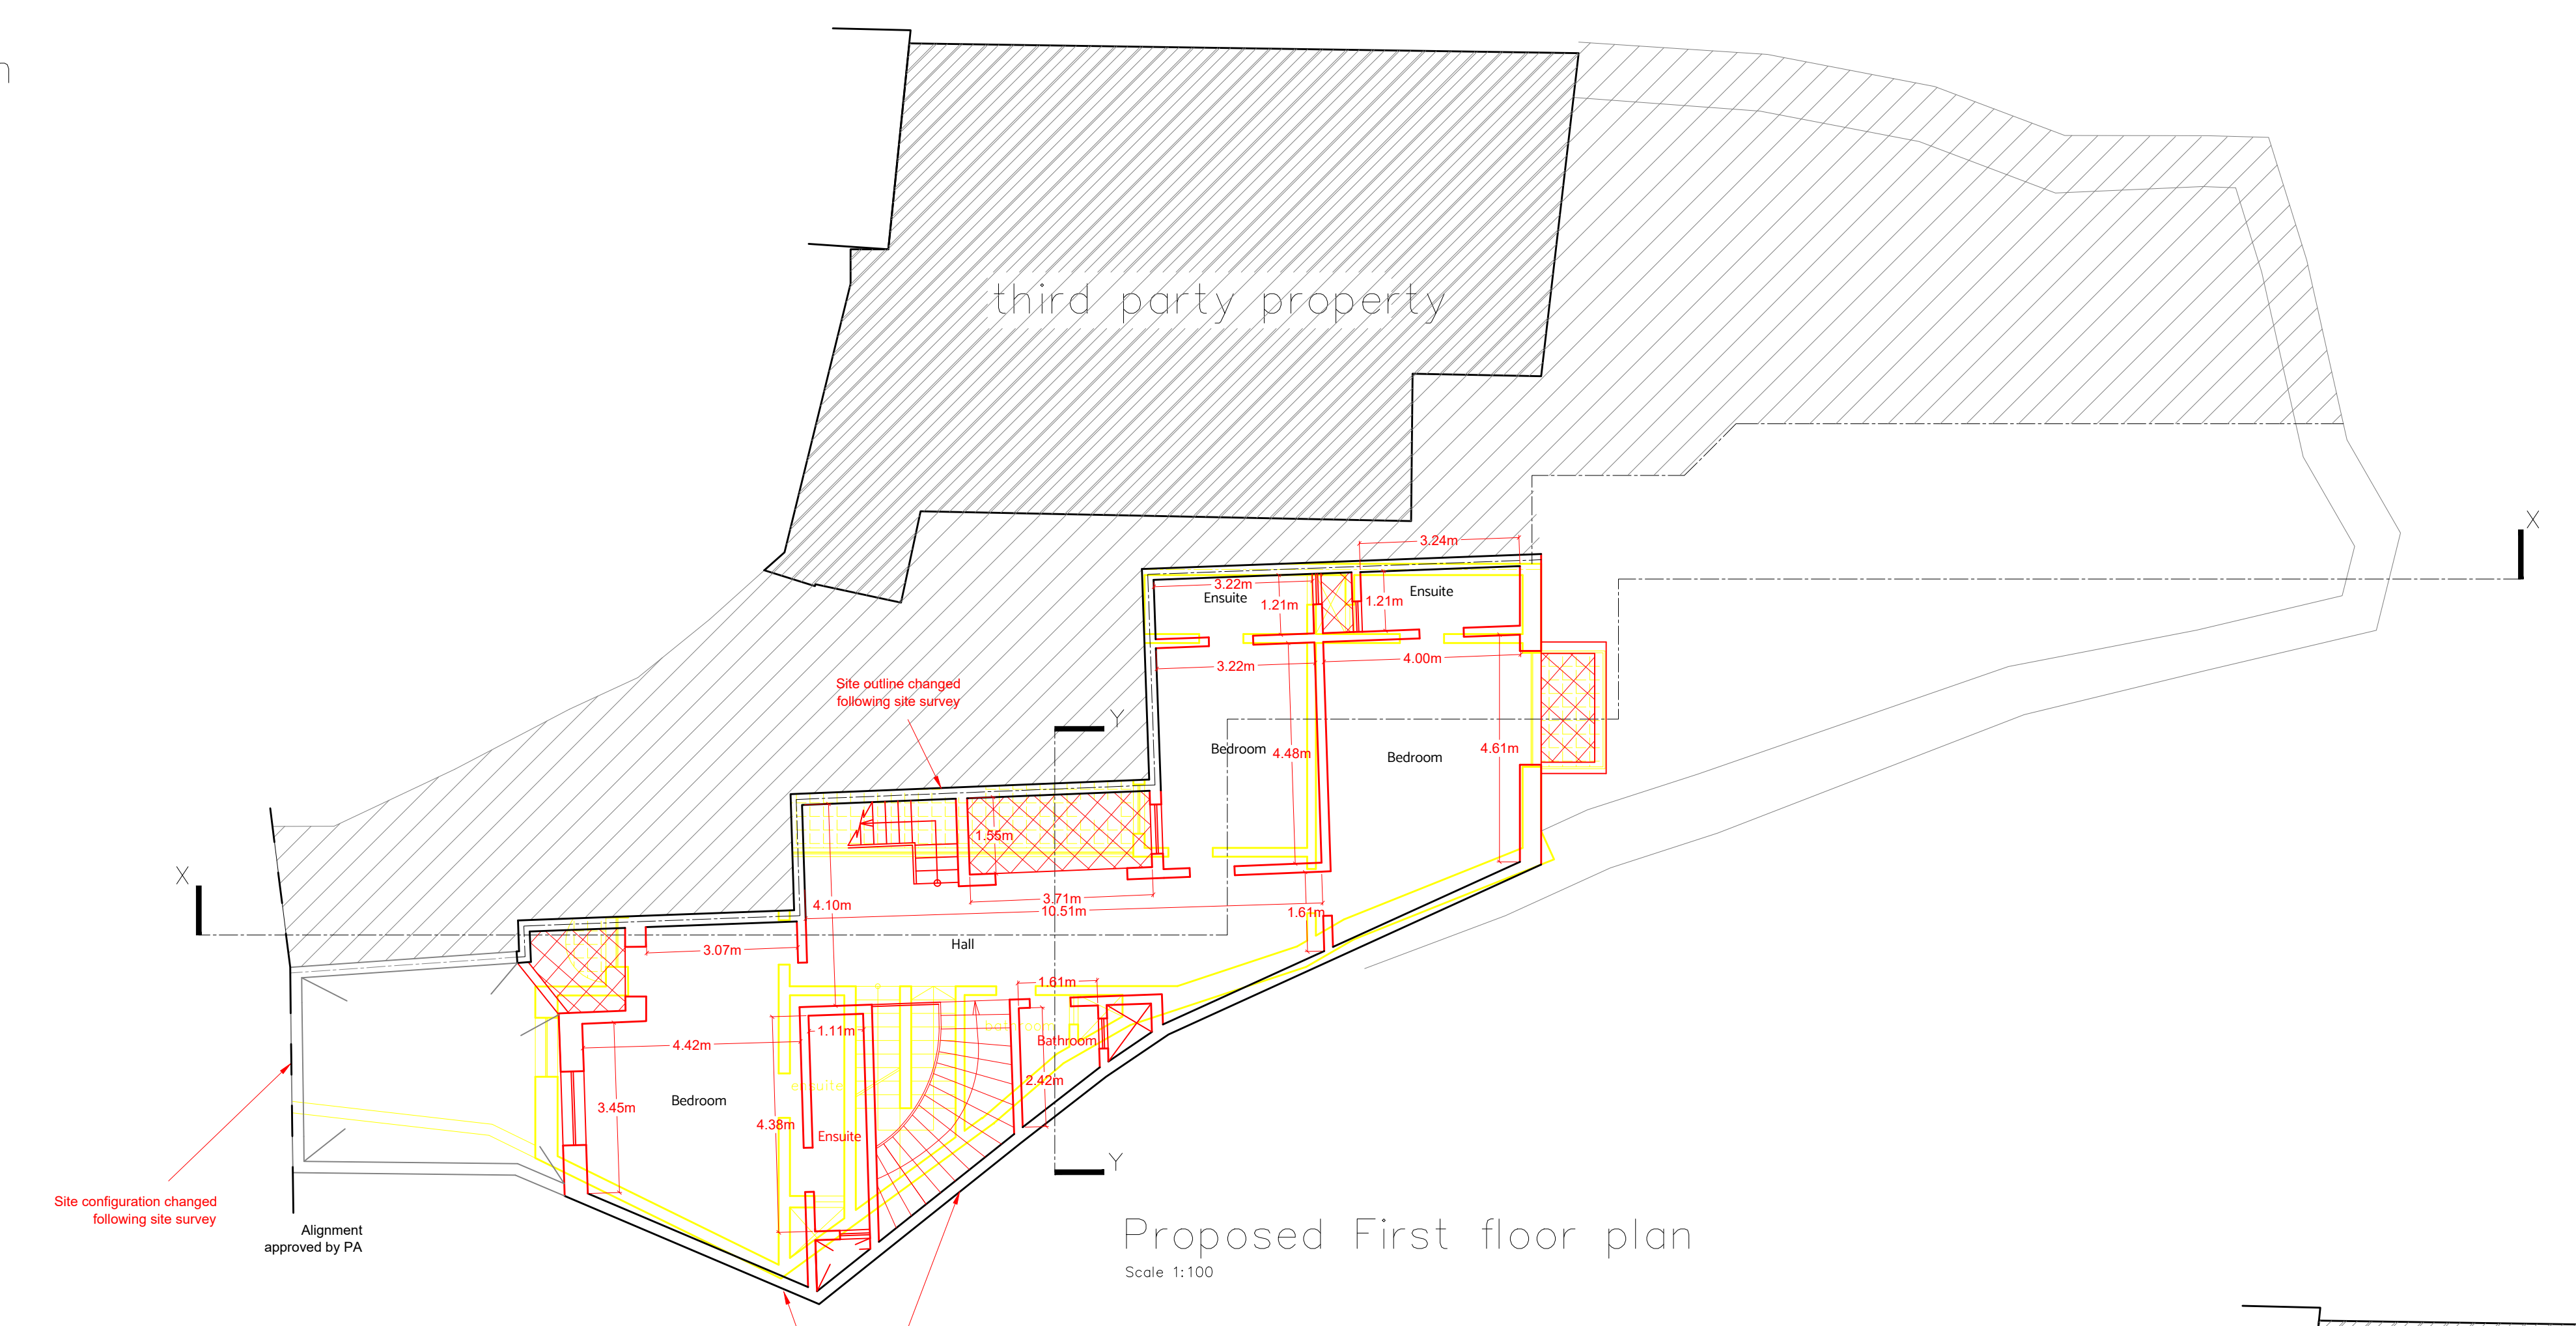 third party property
X
3.24m
3.22m
Ensuite
1.21m
1.21m
Ensuite
3.22m
4.00m
Site outline changed
following site survey
Y
Bedroom
4.48m
Bedroom
4.61m
1.55m
X
4.10m
3.71m
10.51m
1.61m
3.07m
Hall
1.61m
1.11m
bathroom
Bathroom
4.42m
2.42m
ensuite
Bedroom
3.45m
4.38m
Ensuite
Y
Site configuration changed
following site survey
Alignment
approved by PA
Proposed First floor plan
Scale 1:100